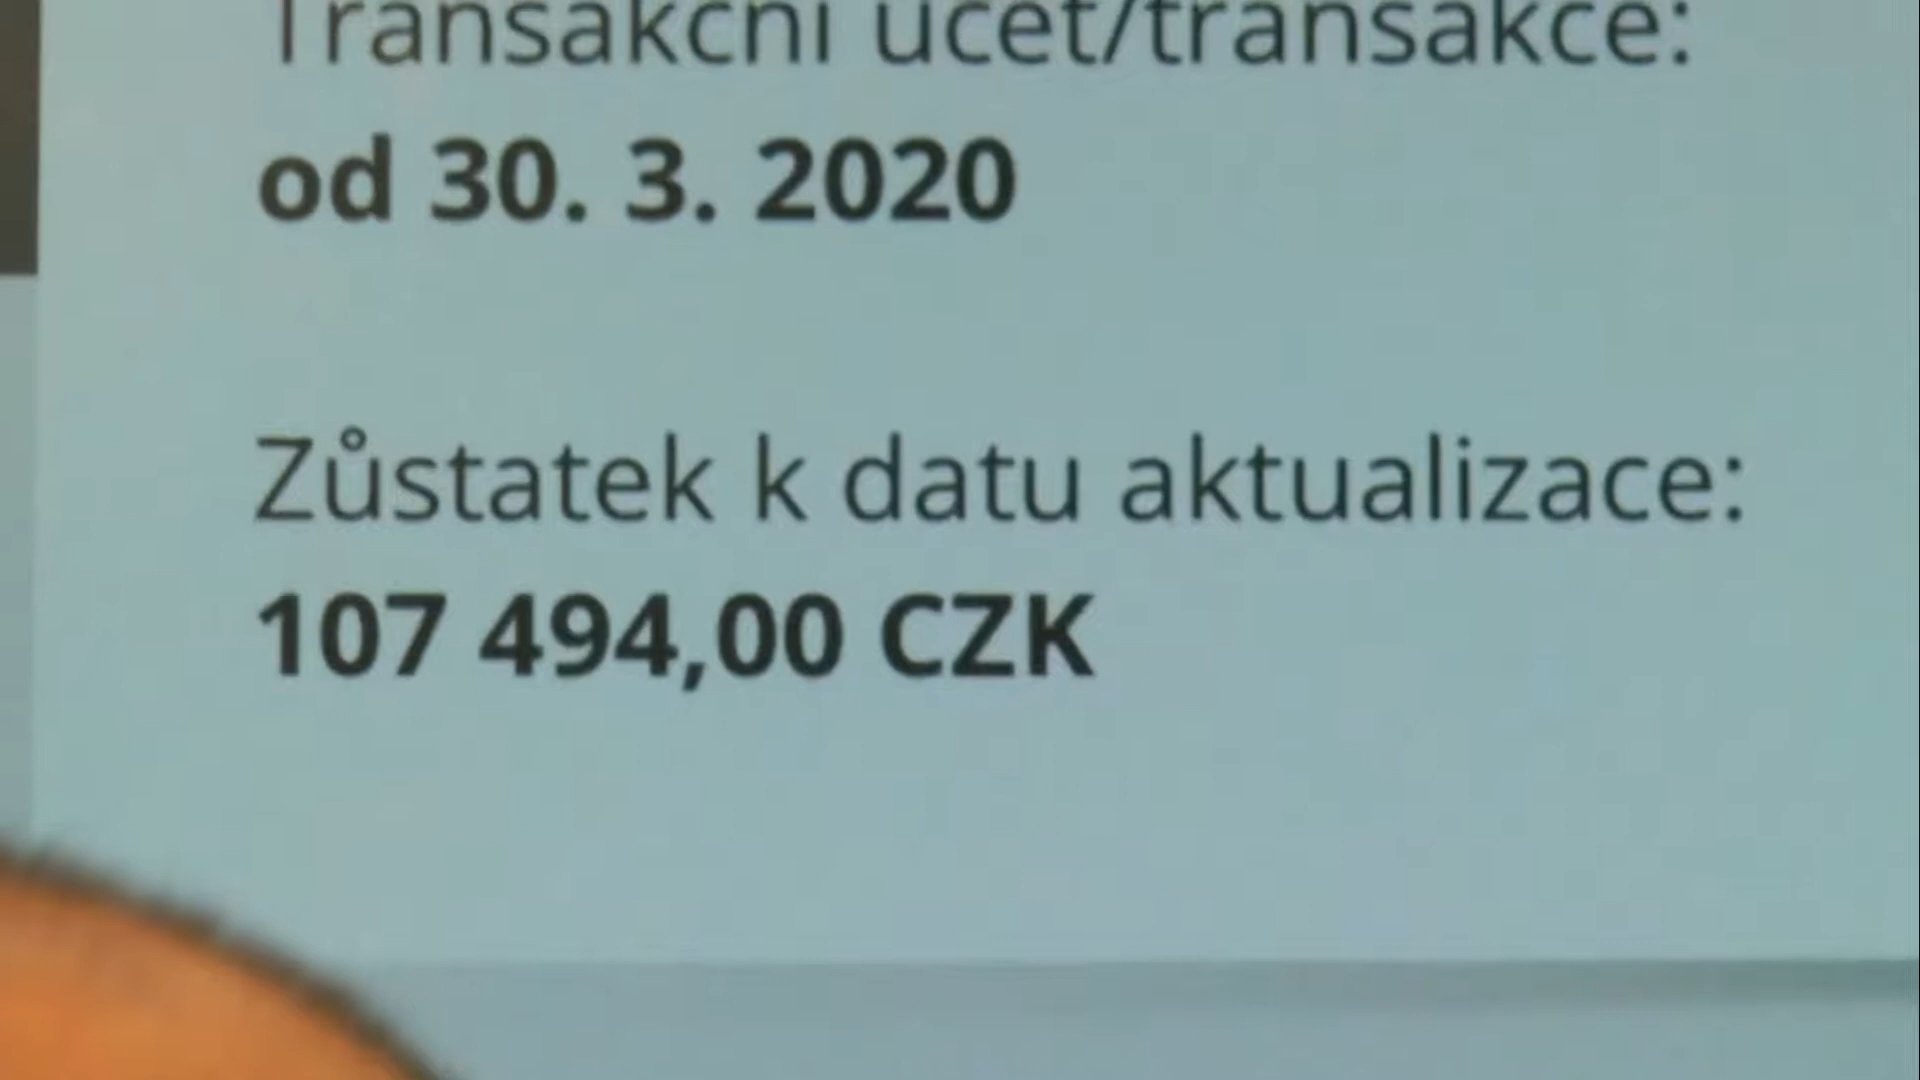 Transakční účet/transakce:
od 30. 3. 2020
Zůstatek k datu aktualizace:
107 494,00 CZK